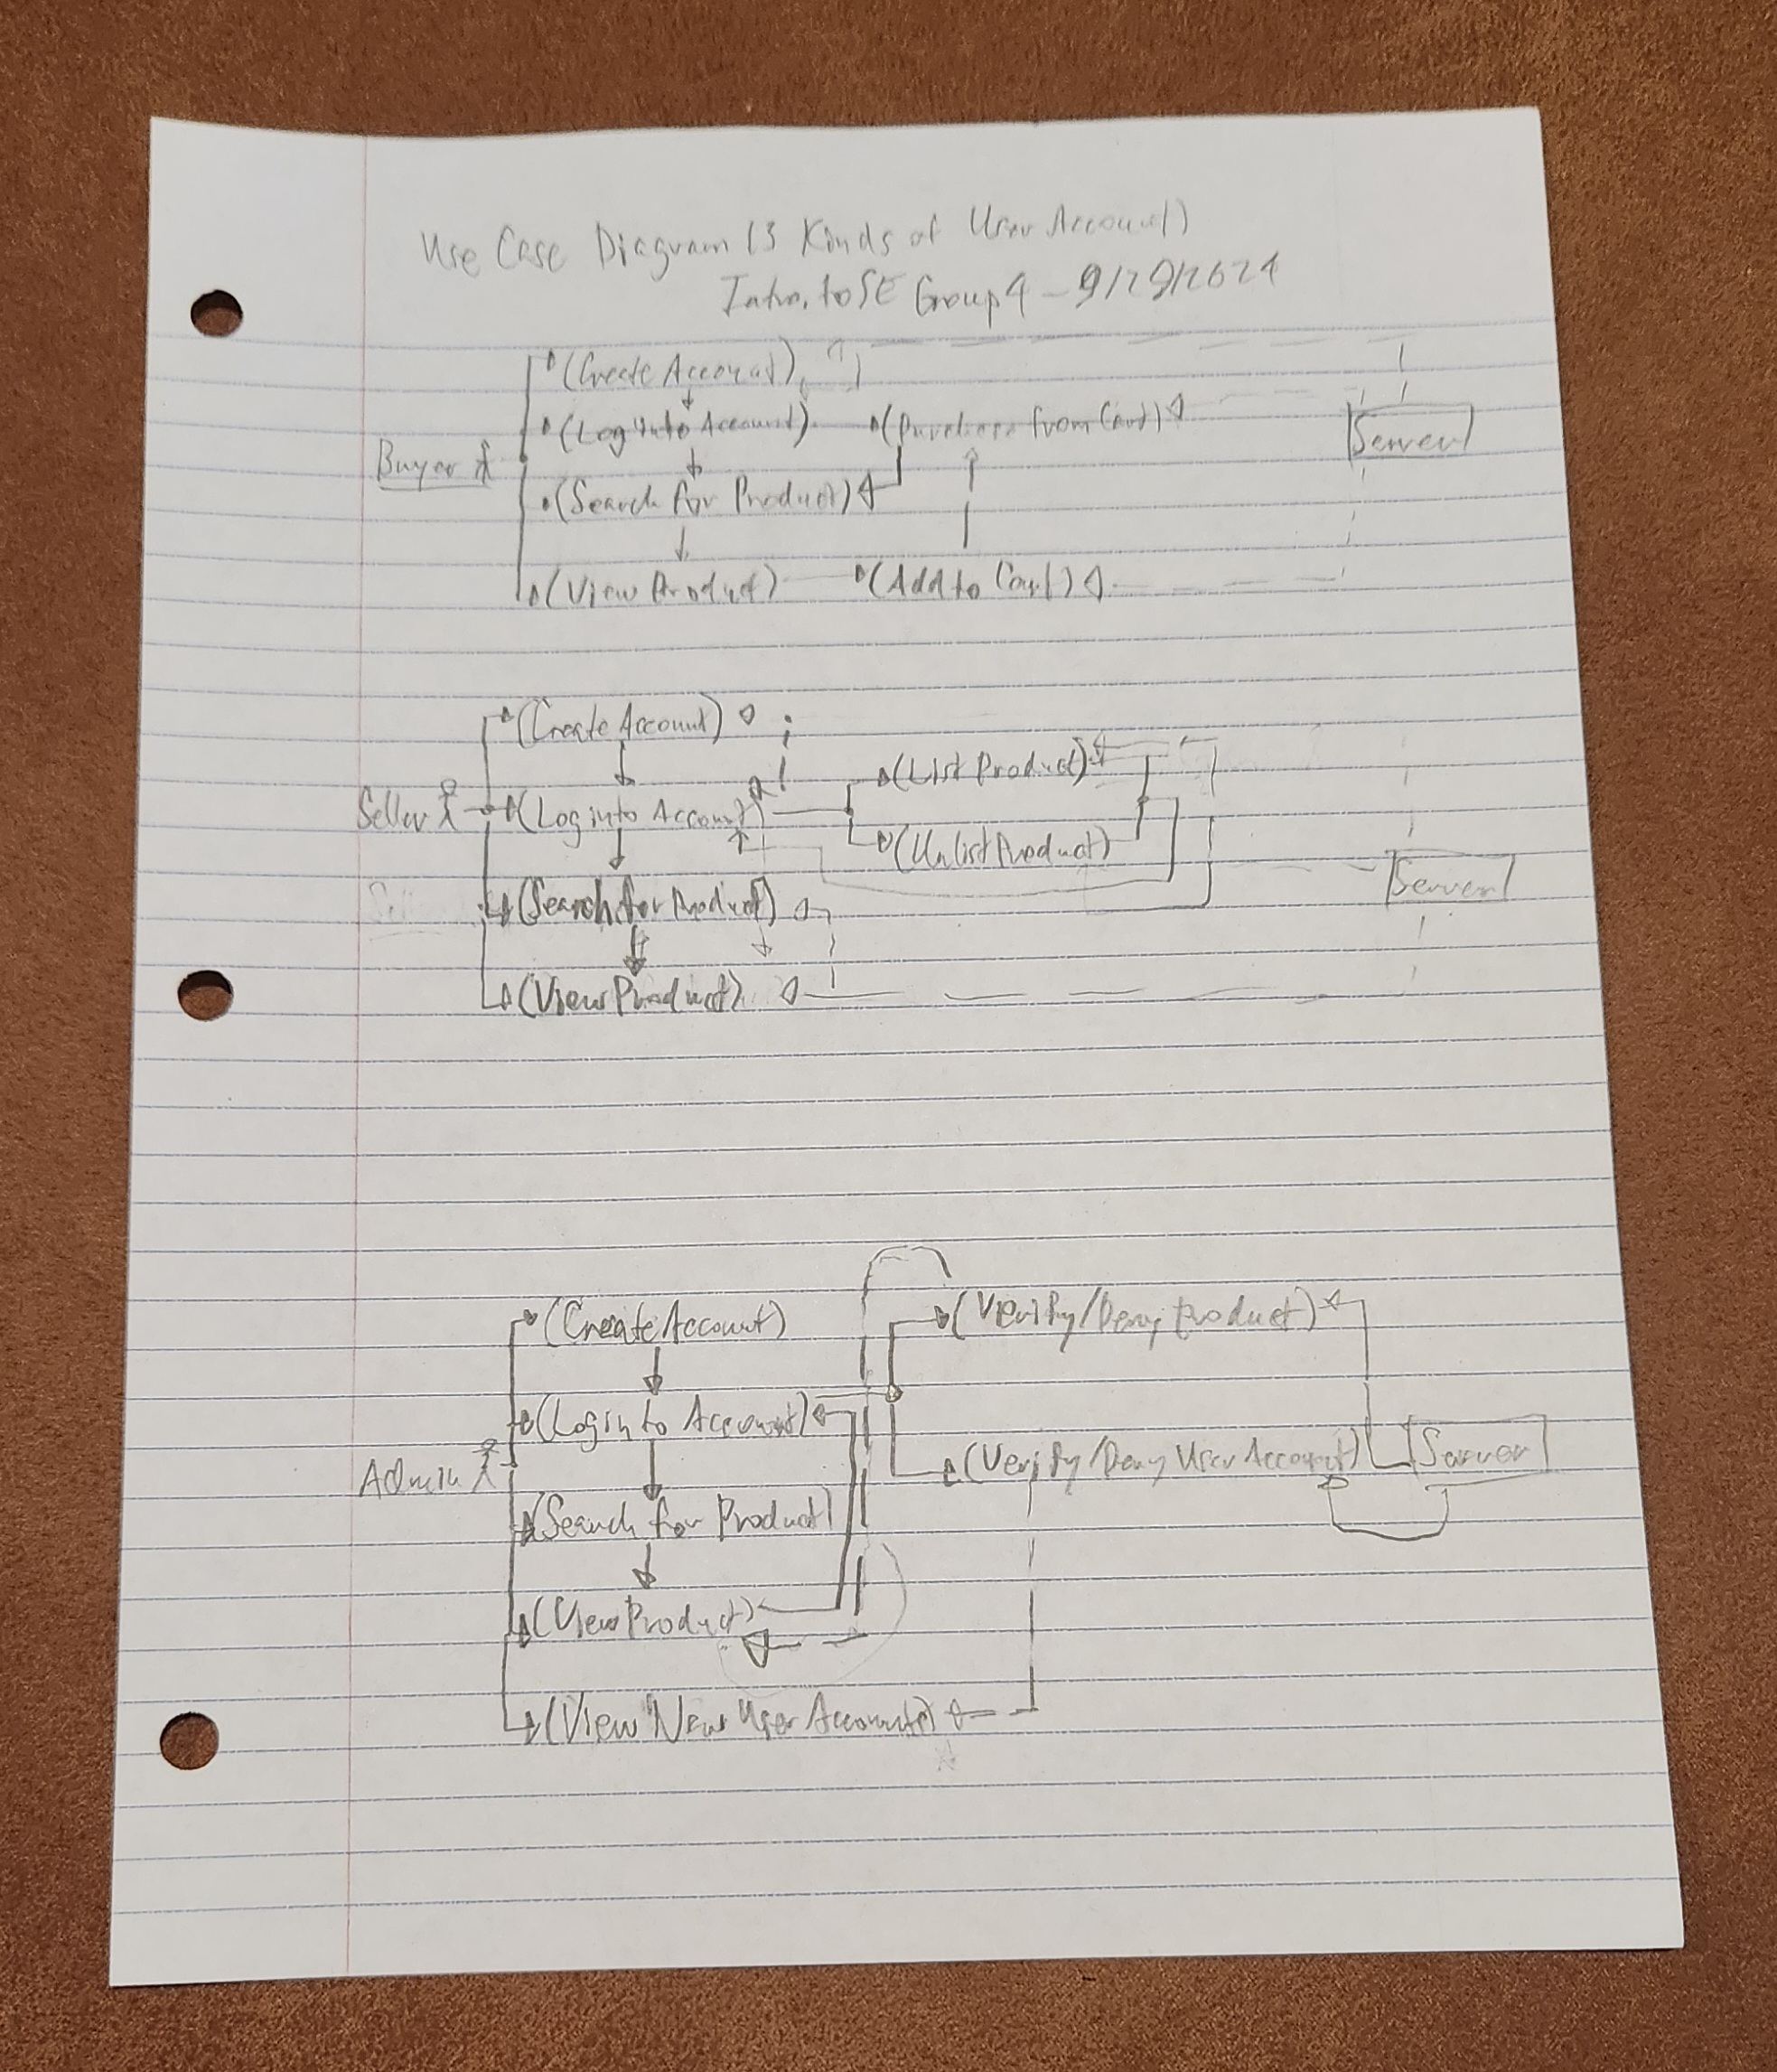 Use Case Diagram (3 Kinds of User Account)
Intro. to SE Group 4 - 9/29/2024
(Create Account)
(Log into Account) (Purchase from Cart)
Buyer Server
(Search for Product)
(View Product) (Add to Cart)
(Create Account)
(List Product)
Seller (Log into Account)
(Unlist Product)
Server
(Search for Product)
(View Product)
(Create Account) (Verify/Deny Product)
(Log into Account)
(Verify/Deny User Account) Server
Admin
(Search for Product)
(View Product)
(View New User Accounts)